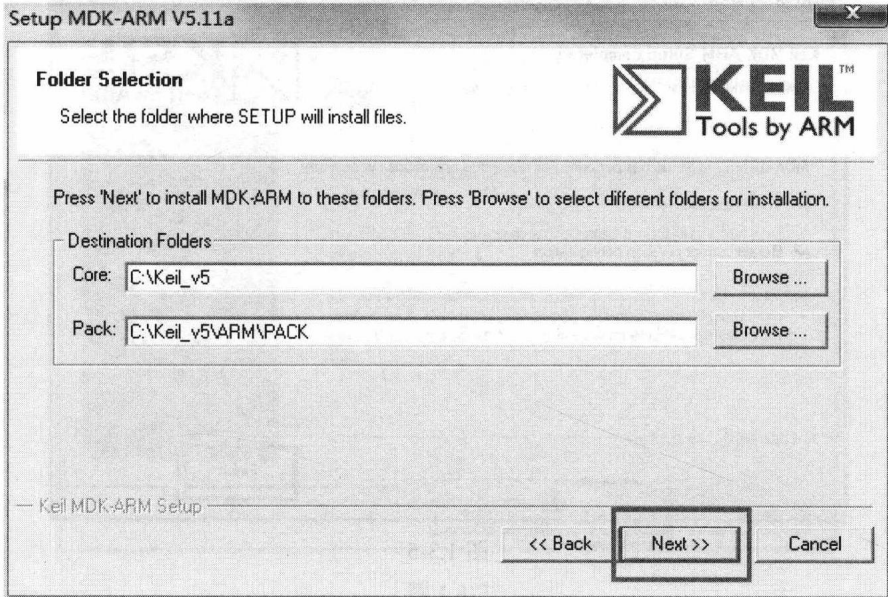 Setup MDK-ARM V5.11a
Folder Selection
Select the folder where SETUP will install files.
KEIL™
Tools by ARM
Press 'Next' to install MDK-ARM to these folders. Press 'Browse' to select different folders for installation.
Destination Folders
Core: C:\Keil_v5 Browse ...
Pack: C:\Keil_v5\ARM\PACK Browse ...
Keil MDK-ARM Setup
<< Back Next >> Cancel